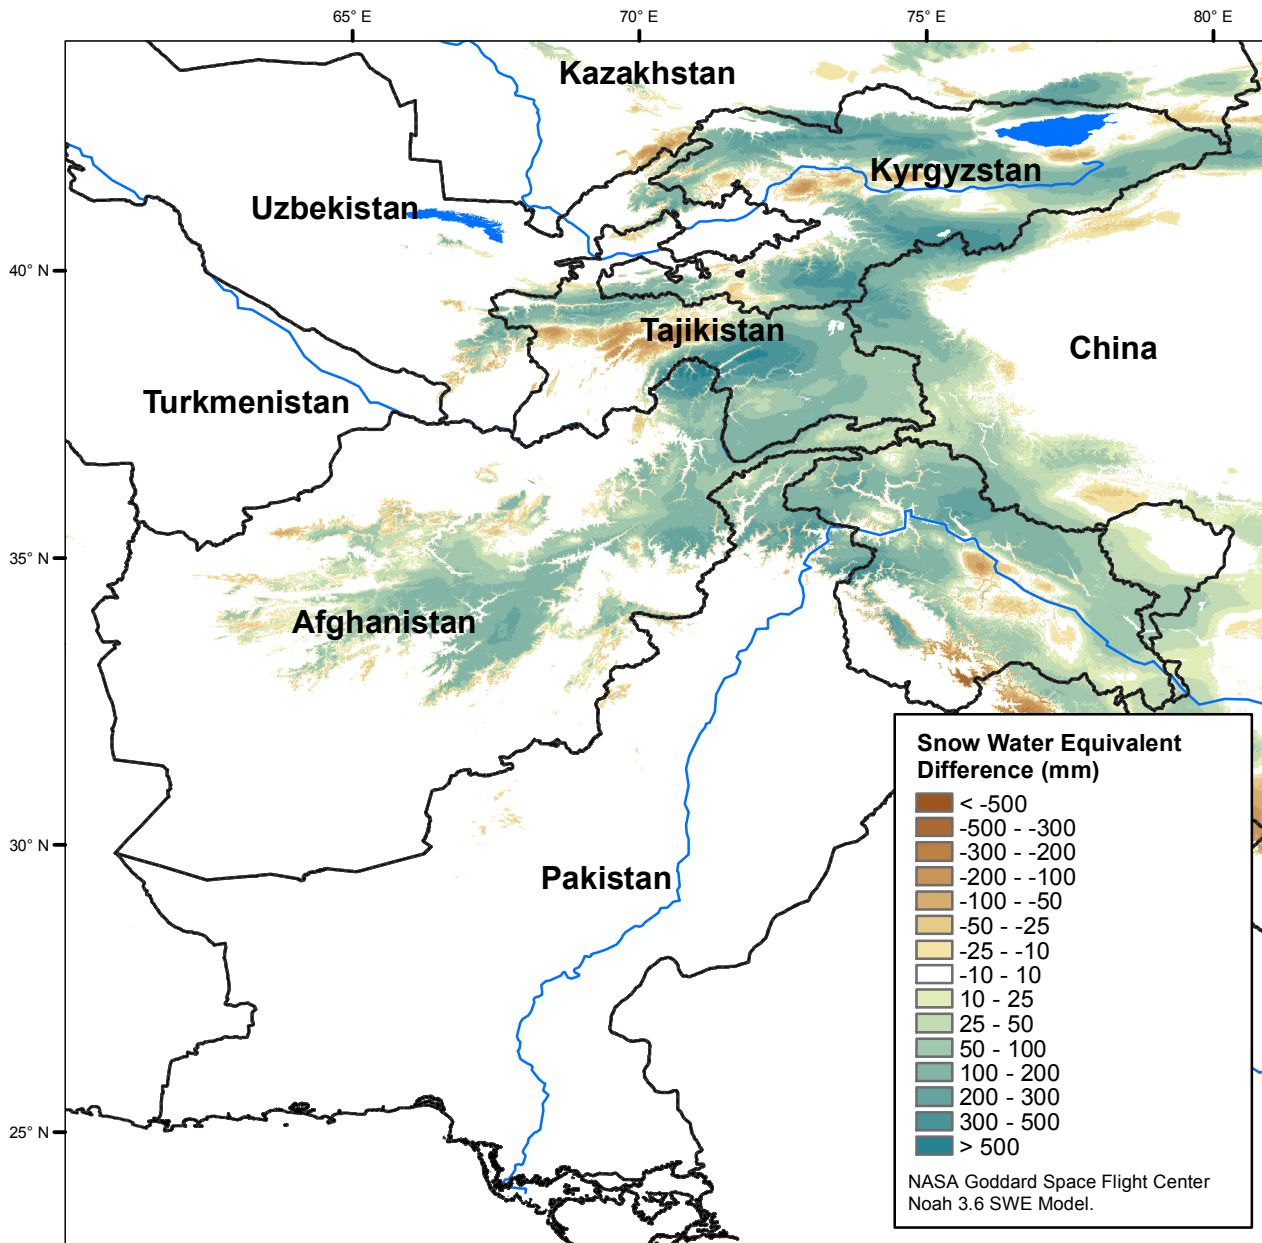 65° E
70° E
75° E
80° E
Kazakhstan
Kyrgyzstan
Uzbekistan
40° N
Tajikistan
China
Turkmenistan
35° N
Afghanistan
30° N
Pakistan
25° N
Snow Water Equivalent
Difference (mm)
< -500
-500 - -300
-300 - -200
-200 - -100
-100 - -50
-50 - -25
-25 - -10
-10 - 10
10 - 25
25 - 50
50 - 100
100 - 200
200 - 300
300 - 500
> 500
NASA Goddard Space Flight Center
Noah 3.6 SWE Model.